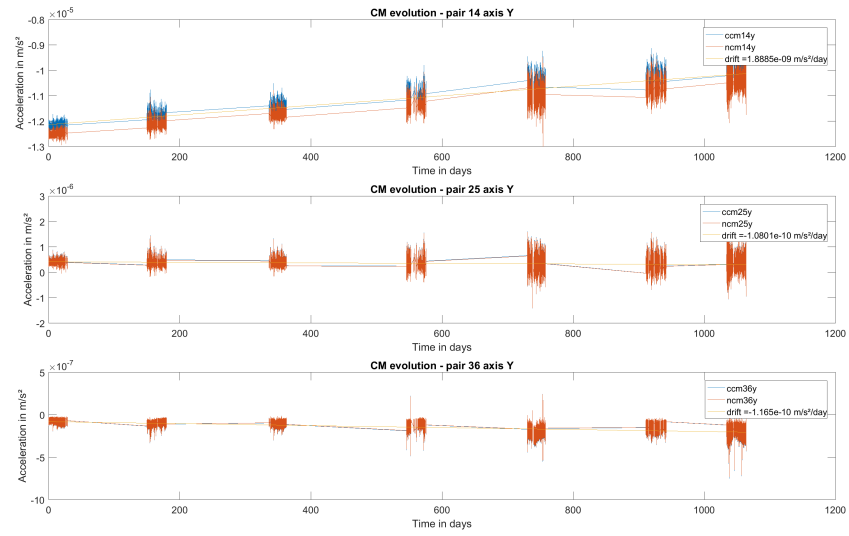 CM evolution - pair 14 axis Y
×10⁻⁵
-0.8
-0.9
-1
-1.1
-1.2
-1.3
Acceleration in m/s²
0 200 400 600 800 1000 1200
Time in days
ccm14y
ncm14y
drift =1.8885e-09 m/s²/day
CM evolution - pair 25 axis Y
×10⁻⁶
3
2
1
0
-1
-2
Acceleration in m/s²
0 200 400 600 800 1000 1200
Time in days
ccm25y
ncm25y
drift =-1.0801e-10 m/s²/day
CM evolution - pair 36 axis Y
×10⁻⁷
5
0
-5
-10
Acceleration in m/s²
0 200 400 600 800 1000 1200
Time in days
ccm36y
ncm36y
drift =-1.165e-10 m/s²/day